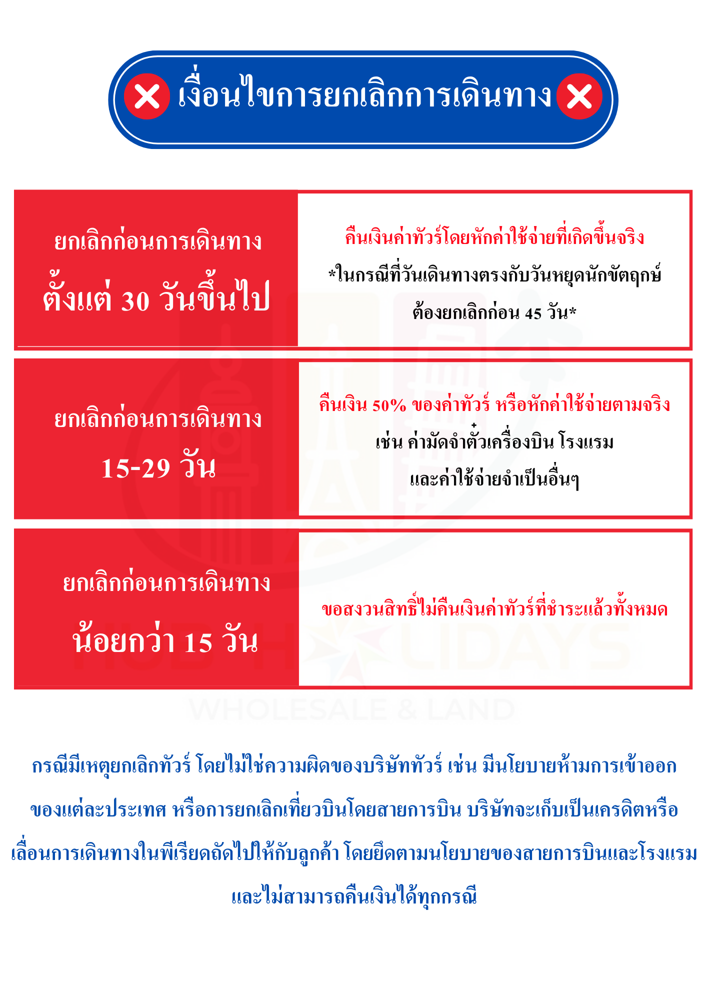 เงื่อนไขการยกเลิกการเดินทาง
ยกเลิกก่อนการเดินทาง
ตั้งแต่ 30 วันขึ้นไป
คืนเงินค่าทัวร์โดยหักค่าใช้จ่ายที่เกิดขึ้นจริง
*ในกรณีที่วันเดินทางตรงกับวันหยุดนักขัตฤกษ์
ต้องยกเลิกก่อน 45 วัน*
ยกเลิกก่อนการเดินทาง
15-29 วัน
คืนเงิน 50% ของค่าทัวร์ หรือหักค่าใช้จ่ายตามจริง
เช่น ค่ามัดจำตั๋วเครื่องบิน โรงแรม
และค่าใช้จ่ายจำเป็นอื่นๆ
ยกเลิกก่อนการเดินทาง
น้อยกว่า 15 วัน
ขอสงวนสิทธิ์ไม่คืนเงินค่าทัวร์ที่ชำระแล้วทั้งหมด
HUB HOLIDAYS
WHOLESALE & LAND
กรณีมีเหตุยกเลิกทัวร์ โดยไม่ใช่ความผิดของบริษัททัวร์ เช่น มีนโยบายห้ามการเข้าออก
ของแต่ละประเทศ หรือการยกเลิกเที่ยวบินโดยสายการบิน บริษัทจะเก็บเป็นเครดิตหรือ
เลื่อนการเดินทางในพีเรียดถัดไปให้กับลูกค้า โดยยึดตามนโยบายของสายการบินและโรงแรม
และไม่สามารถคืนเงินได้ทุกกรณี